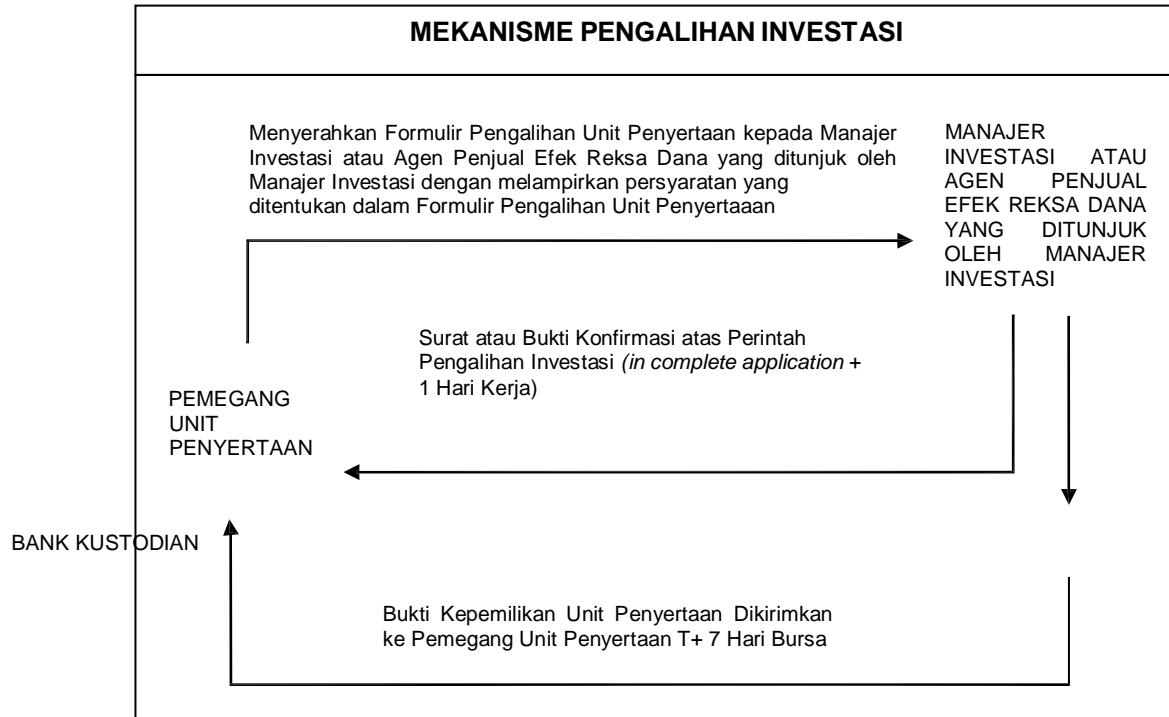 MEKANISME PENGALIHAN INVESTASI
Menyerahkan Formulir Pengalihan Unit Penyertaan kepada Manajer
Investasi atau Agen Penjual Efek Reksa Dana yang ditunjuk oleh
Manajer Investasi dengan melampirkan persyaratan yang
ditentukan dalam Formulir Pengalihan Unit Penyertaaan
MANAJER
INVESTASI ATAU
AGEN PENJUAL
EFEK REKSA DANA
YANG DITUNJUK
OLEH MANAJER
INVESTASI
Surat atau Bukti Konfirmasi atas Perintah
Pengalihan Investasi (in complete application +
1 Hari Kerja)
PEMEGANG
UNIT
PENYERTAAN
BANK KUSTODIAN
Bukti Kepemilikan Unit Penyertaan Dikirimkan
ke Pemegang Unit Penyertaan T+ 7 Hari Bursa